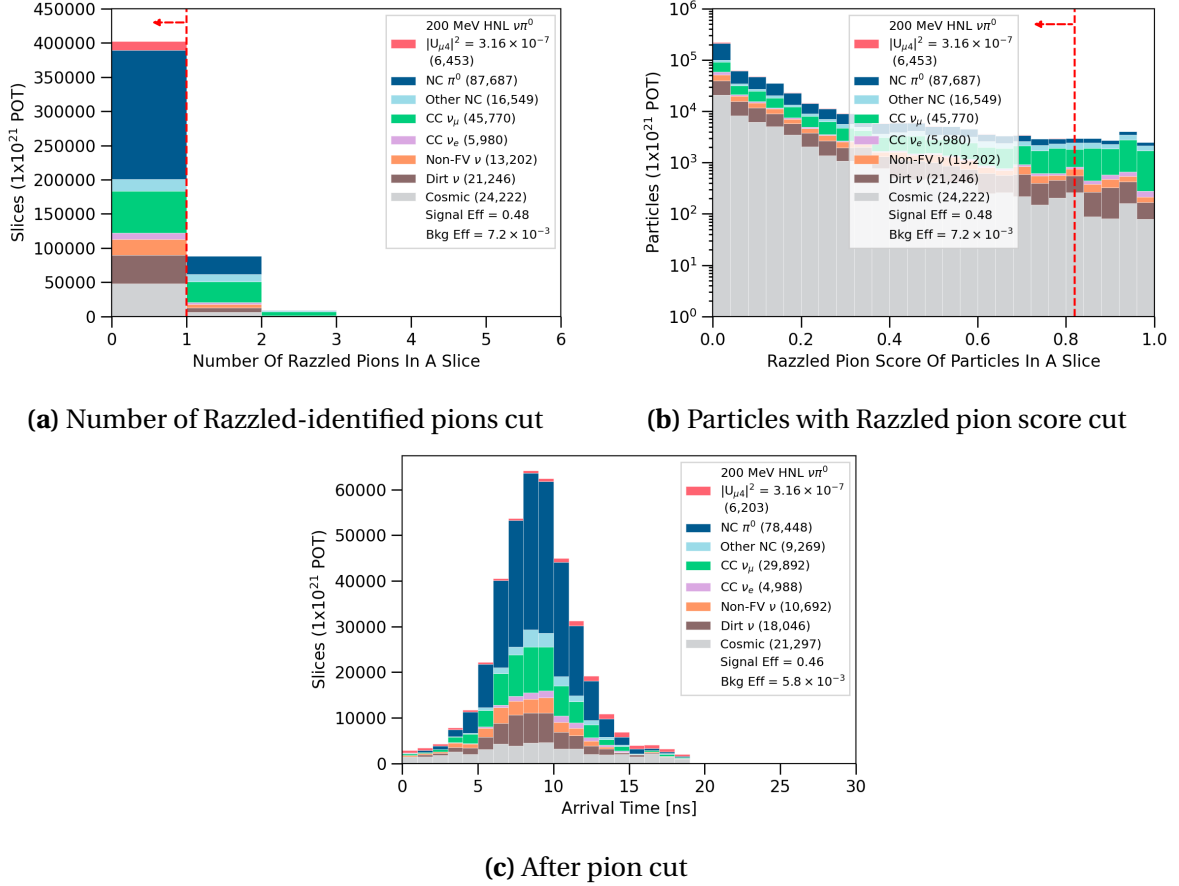 450000
400000
350000
300000
250000
200000
150000
100000
50000
0
Slices (1x10²¹ POT)
0 1 2 3 4 5 6
Number Of Razzled Pions In A Slice
200 MeV HNL νπ⁰
|U_{μ4}|² = 3.16 × 10⁻⁷
(6,453)
NC π⁰ (87,687)
Other NC (16,549)
CC ν_μ (45,770)
CC ν_e (5,980)
Non-FV ν (13,202)
Dirt ν (21,246)
Cosmic (24,222)
Signal Eff = 0.48
Bkg Eff = 7.2 × 10⁻³
10⁶
10⁵
10⁴
10³
10²
10¹
10⁰
Particles (1x10²¹ POT)
0.0 0.2 0.4 0.6 0.8 1.0
Razzled Pion Score Of Particles In A Slice
200 MeV HNL νπ⁰
|U_{μ4}|² = 3.16 × 10⁻⁷
(6,453)
NC π⁰ (87,687)
Other NC (16,549)
CC ν_μ (45,770)
CC ν_e (5,980)
Non-FV ν (13,202)
Dirt ν (21,246)
Cosmic (24,222)
Signal Eff = 0.48
Bkg Eff = 7.2 × 10⁻³
(a) Number of Razzled-identified pions cut
(b) Particles with Razzled pion score cut
60000
50000
40000
30000
20000
10000
0
Slices (1x10²¹ POT)
0 5 10 15 20 25 30
Arrival Time [ns]
200 MeV HNL νπ⁰
|U_{μ4}|² = 3.16 × 10⁻⁷
(6,203)
NC π⁰ (78,448)
Other NC (9,269)
CC ν_μ (29,892)
CC ν_e (4,988)
Non-FV ν (10,692)
Dirt ν (18,046)
Cosmic (21,297)
Signal Eff = 0.46
Bkg Eff = 5.8 × 10⁻³
(c) After pion cut